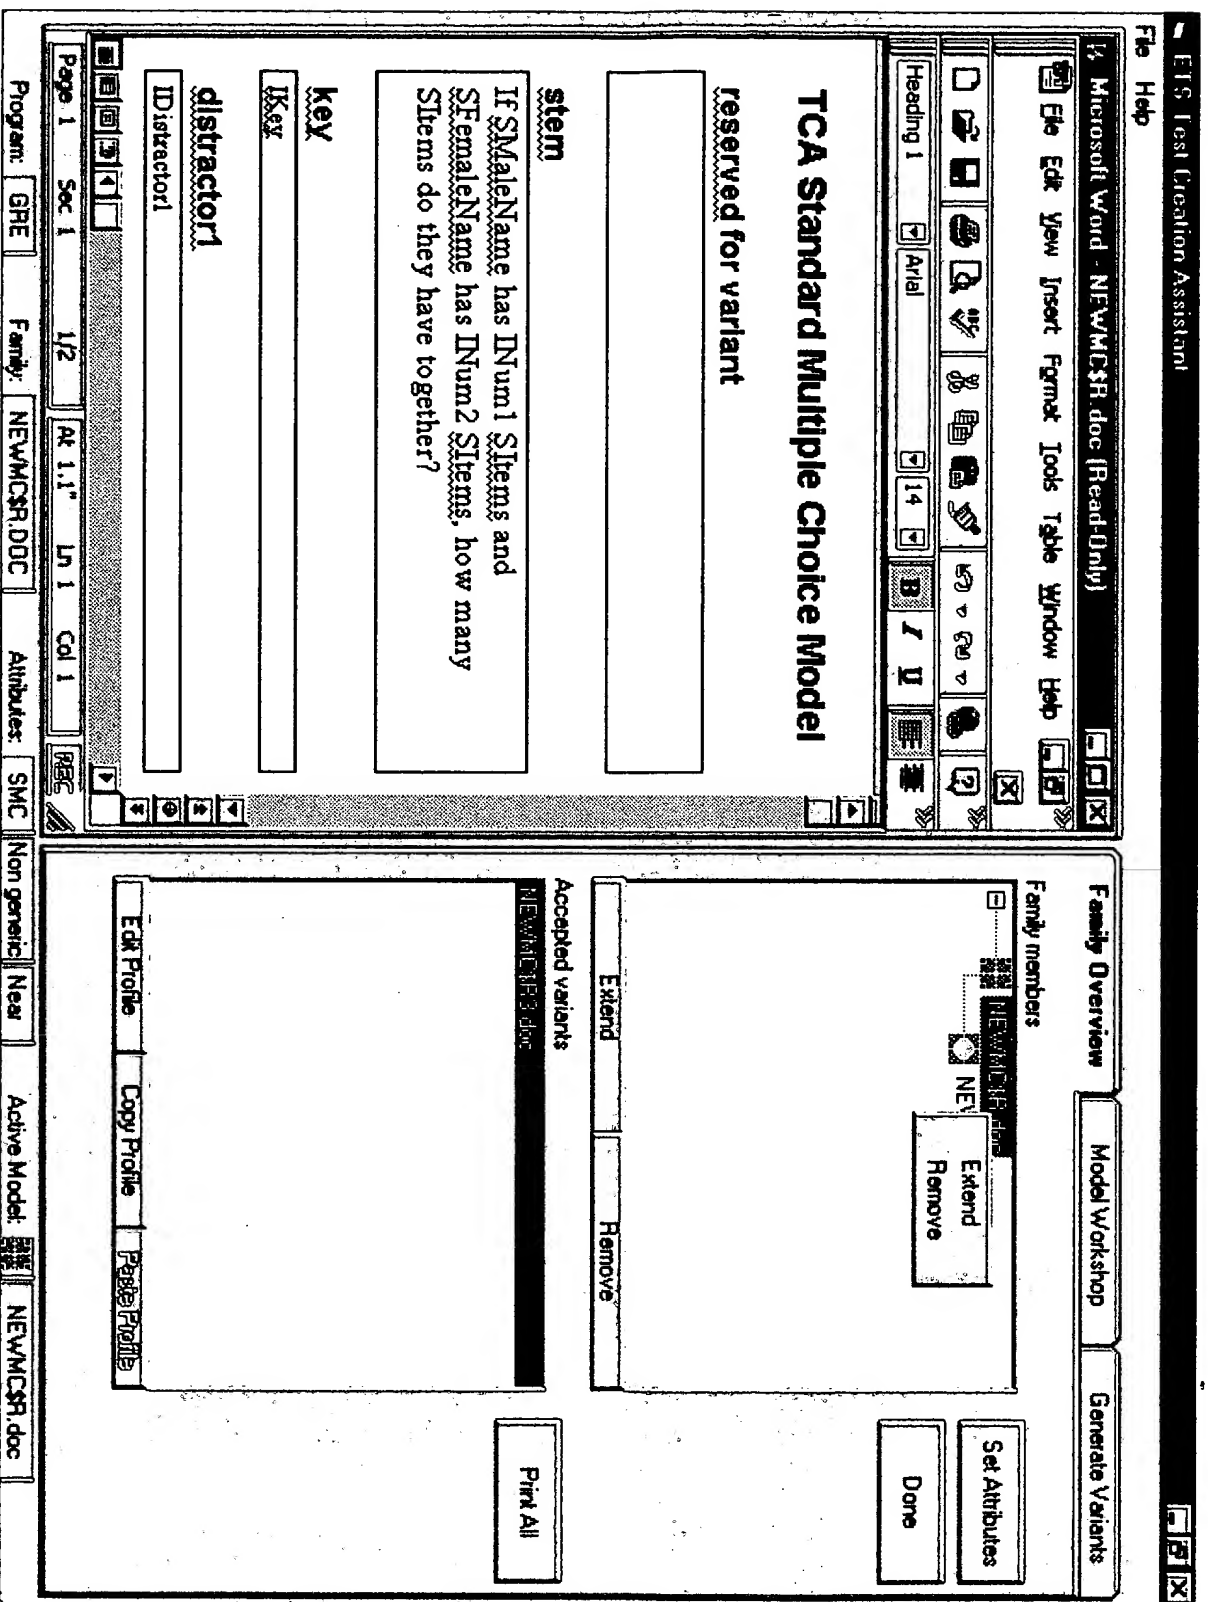 ETS Test Creation Assistant
File Help
Microsoft Word - NEWMC$R.doc (Read-Only)
File Edit View Insert Format Tools Table Window Help
Heading 1 Arial 14 B I U
TCA Standard Multiple Choice Model
reserved for variant
stem
If SMaleName has INum1 SItems and
SFemaleName has INum2 SItems, how many
SItems do they have together?
key
IKey
distractor1
IDistractor1
Page 1 Sec 1 1/2 At 1.1" Ln 1 Col 1 REC
Family Overview Model Workshop Generate Variants
Family members
NEW
Extend
Remove
Extend Remove
Set Attributes
Done
Accepted variants
Print All
Edit Profile Copy Profile Paste Profile
Program: GRE Family: NEWMC$R.DOC Attributes: SMC Non generic Near Active Model: NEWMC$R.doc